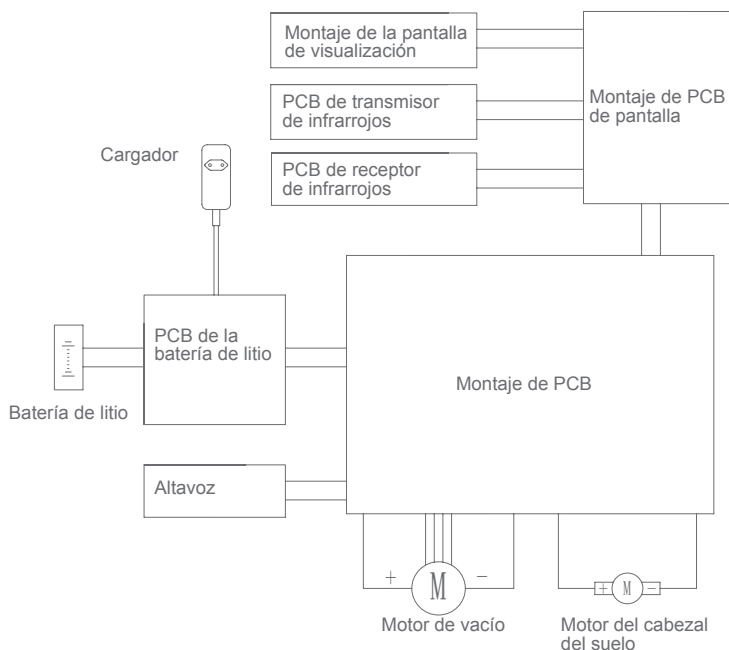 Montaje de la pantalla
de visualización
PCB de transmisor
de infrarrojos
PCB de receptor
de infrarrojos
Montaje de PCB
de pantalla
Cargador
PCB de la
batería de litio
Batería de litio
Montaje de PCB
Altavoz
+ M −
Motor de vacío
+ M −
Motor del cabezal
del suelo